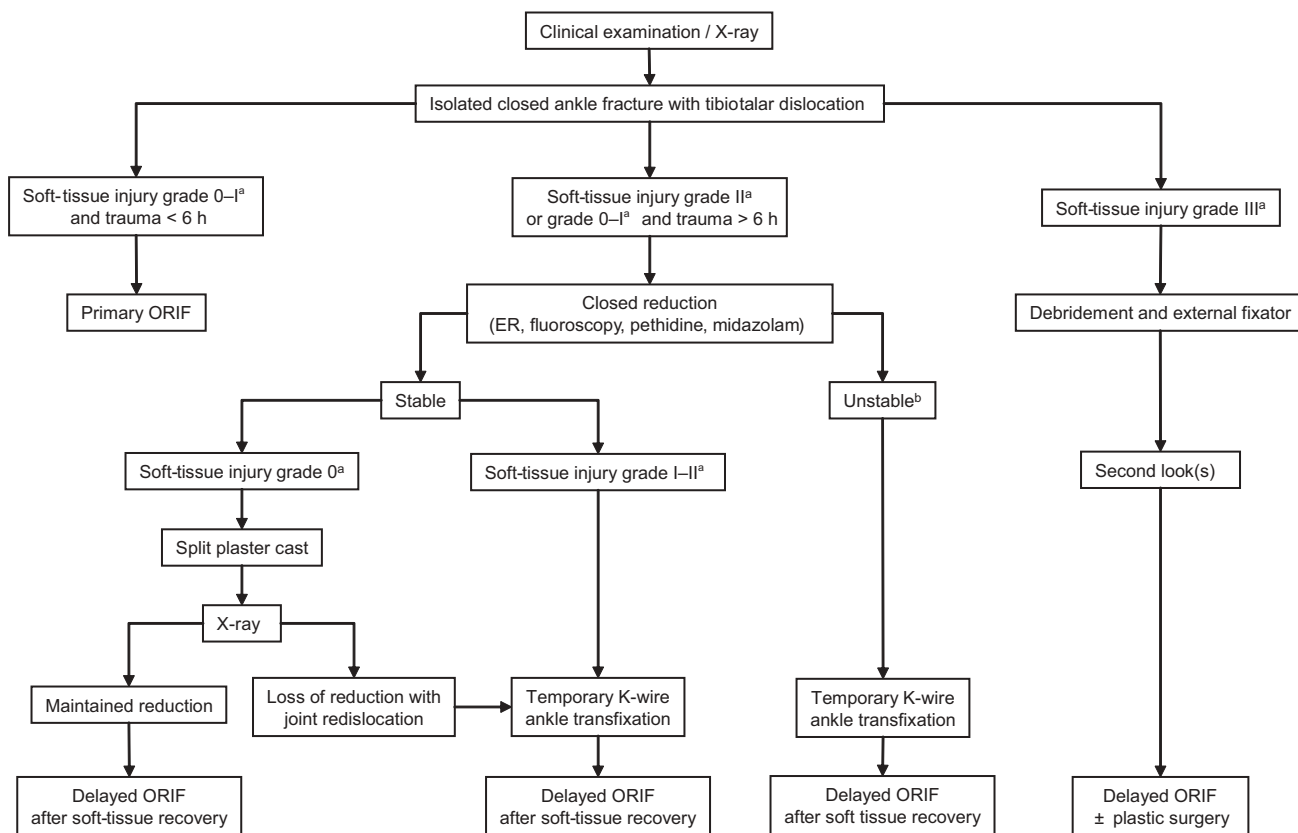 Clinical examination / X-ray
Isolated closed ankle fracture with tibiotalar dislocation
Soft-tissue injury grade 0–Iᵃ
and trauma < 6 h
Soft-tissue injury grade IIᵃ
or grade 0–Iᵃ and trauma > 6 h
Soft-tissue injury grade IIIᵃ
Primary ORIF
Closed reduction
(ER, fluoroscopy, pethidine, midazolam)
Debridement and external fixator
Stable
Unstableᵇ
Soft-tissue injury grade 0ᵃ
Soft-tissue injury grade I–IIᵃ
Second look(s)
Split plaster cast
X-ray
Maintained reduction
Loss of reduction with
joint redislocation
Temporary K-wire
ankle transfixation
Temporary K-wire
ankle transfixation
Delayed ORIF
after soft-tissue recovery
Delayed ORIF
after soft-tissue recovery
Delayed ORIF
after soft tissue recovery
Delayed ORIF
± plastic surgery